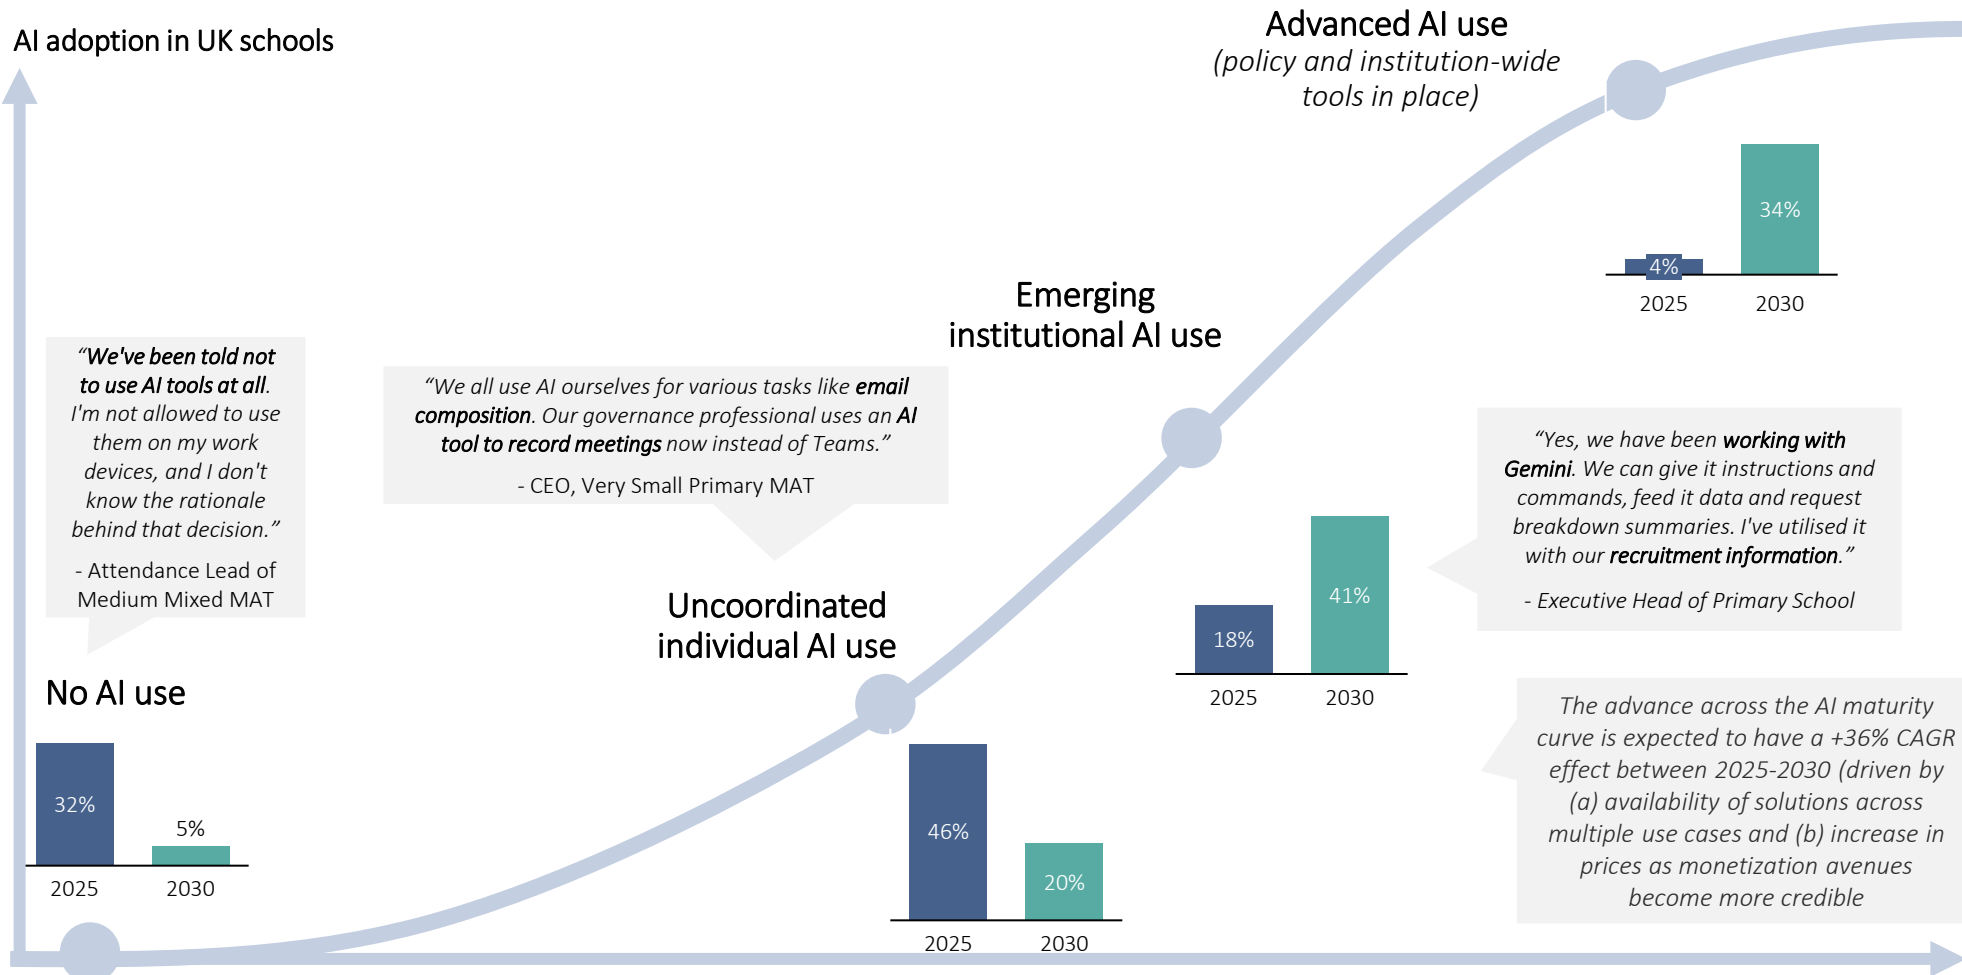 AI adoption in UK schools
Advanced AI use
(policy and institution-wide
tools in place)
34%
4%
2025 2030
Emerging
institutional AI use
“We've been told not
to use AI tools at all.
I'm not allowed to use
them on my work
devices, and I don't
know the rationale
behind that decision.”
- Attendance Lead of
Medium Mixed MAT
“We all use AI ourselves for various tasks like email
composition. Our governance professional uses an AI
tool to record meetings now instead of Teams.”
- CEO, Very Small Primary MAT
“Yes, we have been working with
Gemini. We can give it instructions and
commands, feed it data and request
breakdown summaries. I've utilised it
with our recruitment information.”
- Executive Head of Primary School
Uncoordinated
individual AI use
41%
18%
2025 2030
No AI use
32%
5%
2025 2030
46%
20%
2025 2030
The advance across the AI maturity
curve is expected to have a +36% CAGR
effect between 2025-2030 (driven by
(a) availability of solutions across
multiple use cases and (b) increase in
prices as monetization avenues
become more credible